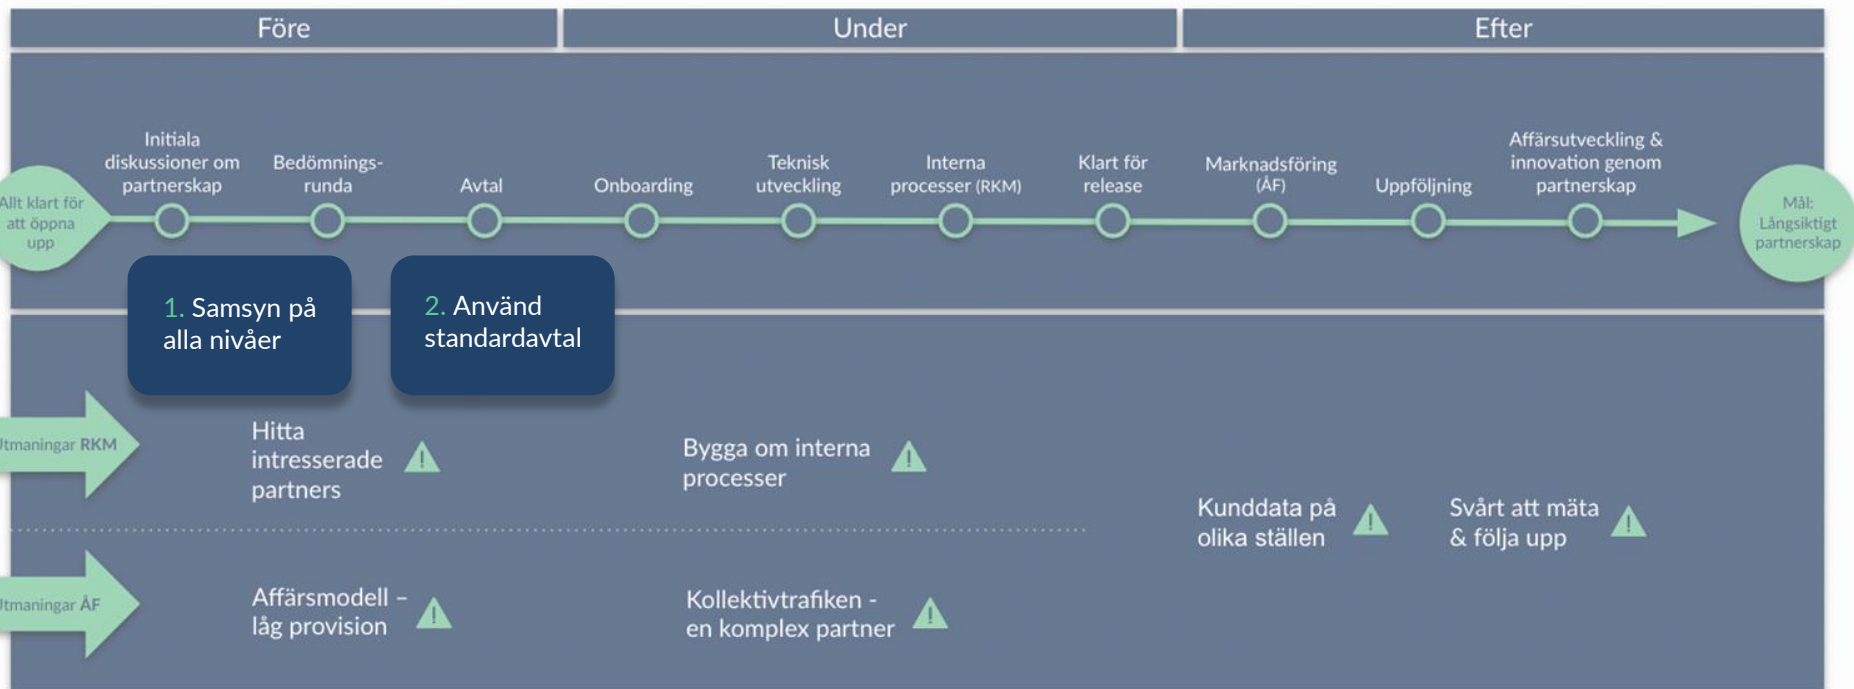 Före
Under
Efter
Initiala
diskussioner om
partnerskap
Bedömnings-
runda
Avtal
Onboarding
Teknisk
utveckling
Interna
processer (RKM)
Klart för
release
Marknadsföring
(ÅF)
Uppföljning
Affärsutveckling &
innovation genom
partnerskap
Allt klart för
att öppna
upp
Mål:
Långsiktigt
partnerskap
1. Samsyn på
alla nivåer
2. Använd
standardavtal
Utmaningar RKM
Hitta
intresserade
partners
Bygga om interna
processer
Kunddata på
olika ställen
Svårt att mäta
& följa upp
Utmaningar ÅF
Affärsmodell –
låg provision
Kollektivtrafiken -
en komplex partner